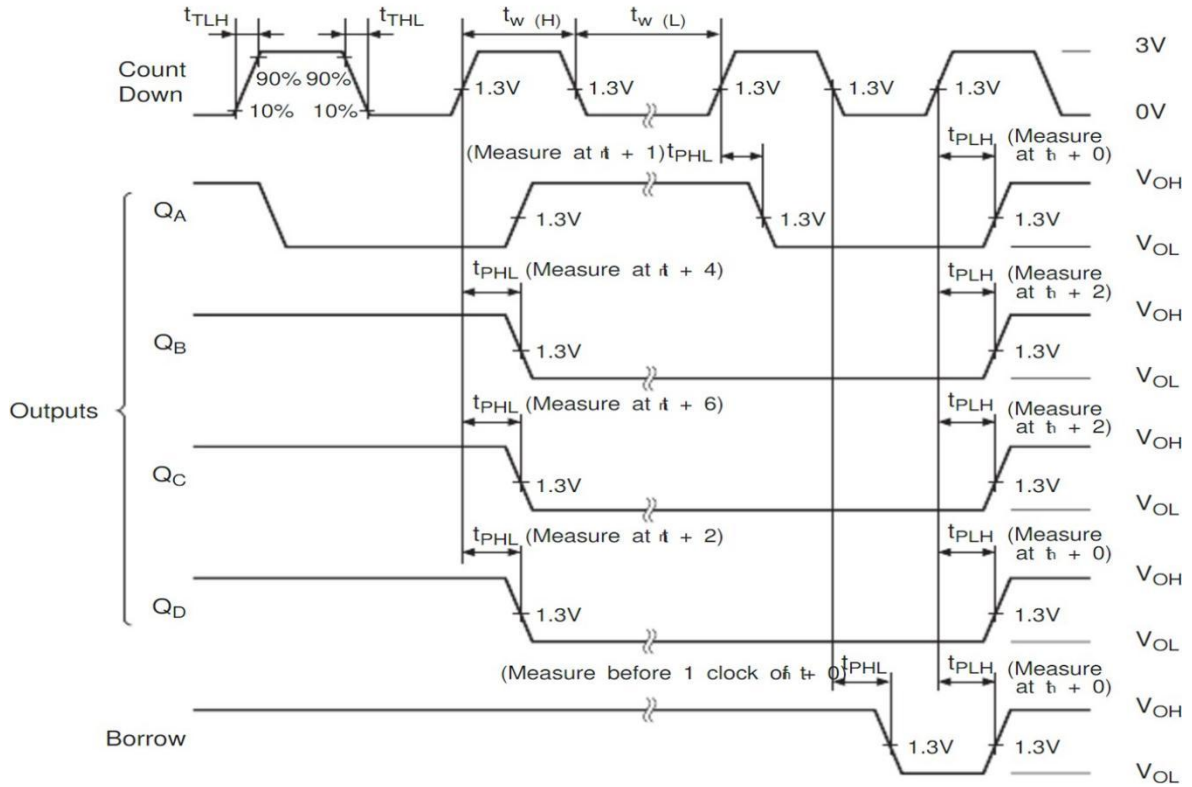 tTLH tTHL tw (H) tw (L)
Count Down
90% 90%
10% 10%
1.3V 1.3V 1.3V 1.3V 1.3V
3V
0V
(Measure at tPHL
+ 1)
tPLH (Measure at + 0)
QA
1.3V 1.3V 1.3V
VOH
VOL
tPHL (Measure at + 4)
tPLH (Measure at + 2)
QB
1.3V 1.3V
VOH
VOL
Outputs
tPHL (Measure at + 6)
tPLH (Measure at + 2)
QC
1.3V 1.3V
VOH
VOL
tPHL (Measure at + 2)
tPLH (Measure at + 0)
QD
1.3V 1.3V
VOH
VOL
(Measure before 1 clock of + 0) tPHL
tPLH (Measure at + 0)
Borrow
1.3V 1.3V
VOH
VOL